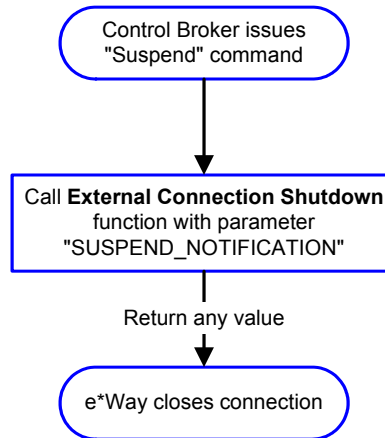 Control Broker issues
"Suspend" command
Call External Connection Shutdown
function with parameter
"SUSPEND_NOTIFICATION"
Return any value
e*Way closes connection